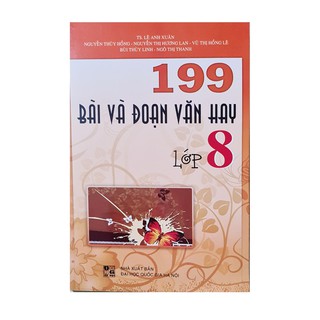 TS. LÊ ANH XUÂN
NGUYỄN THÚY HỒNG - NGUYỄN THỊ HƯƠNG LAN - VŨ THỊ HỒNG LÊ
BÙI THÙY LINH - NGÔ THỊ THANH
199
BÀI VÀ ĐOẠN VĂN HAY
LỚP 8
NHÀ XUẤT BẢN
ĐẠI HỌC QUỐC GIA HÀ NỘI